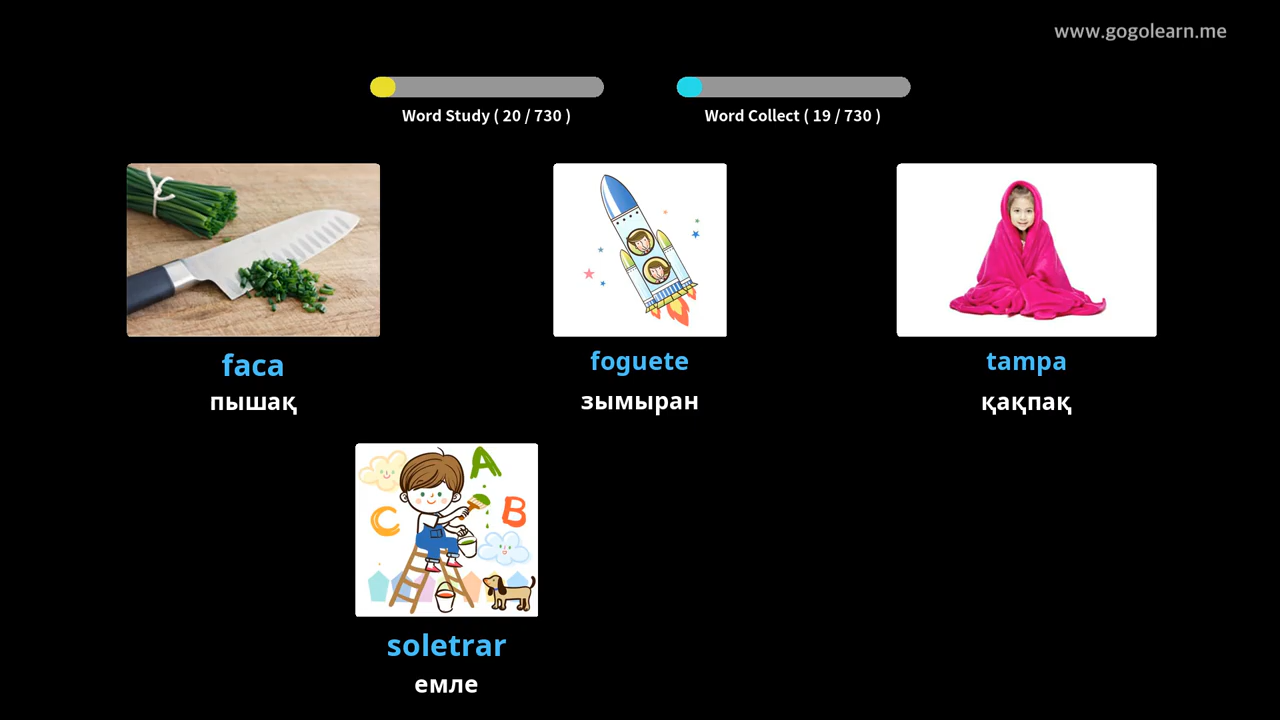 www.gogolearn.me
Word Study ( 20 / 730 )
Word Collect ( 19 / 730 )
faca
пышақ
foguete
зымыран
tampa
қақпақ
A
C
B
soletrar
емле